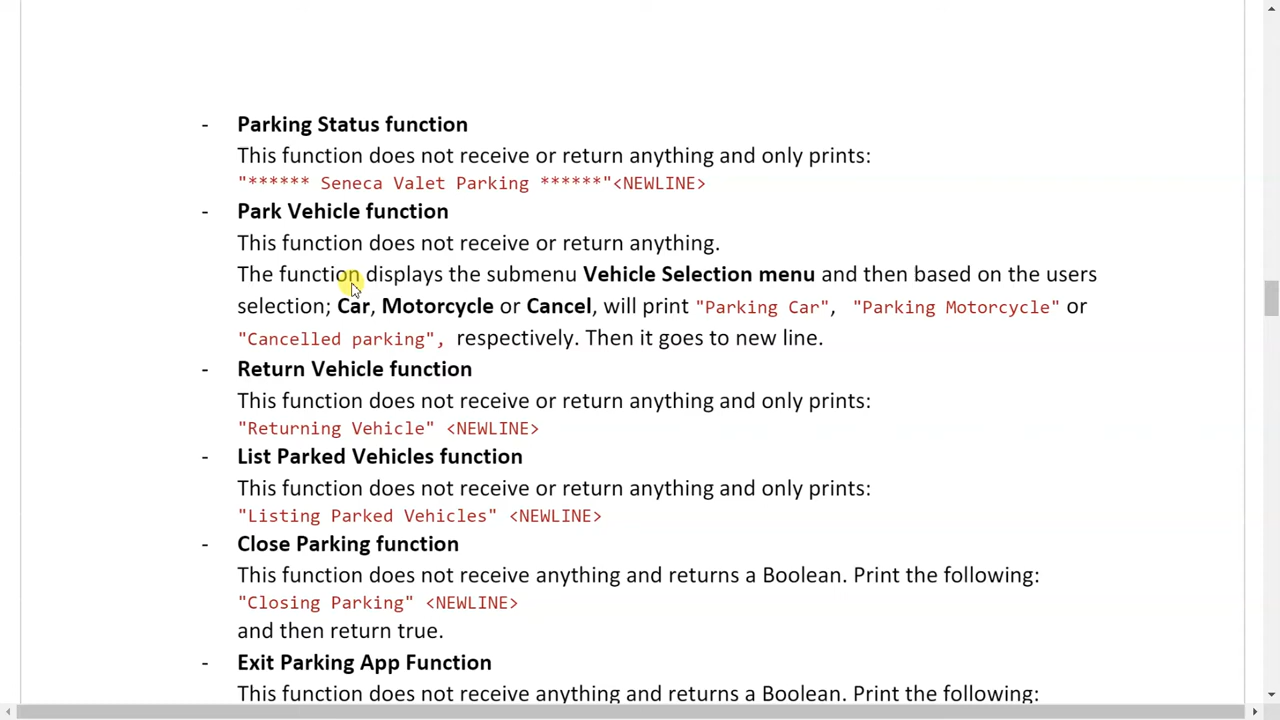 - Parking Status function
This function does not receive or return anything and only prints:
"****** Seneca Valet Parking ******"<NEWLINE>
- Park Vehicle function
This function does not receive or return anything.
The function displays the submenu Vehicle Selection menu and then based on the users
selection; Car, Motorcycle or Cancel, will print "Parking Car", "Parking Motorcycle" or
"Cancelled parking", respectively. Then it goes to new line.
- Return Vehicle function
This function does not receive or return anything and only prints:
"Returning Vehicle" <NEWLINE>
- List Parked Vehicles function
This function does not receive or return anything and only prints:
"Listing Parked Vehicles" <NEWLINE>
- Close Parking function
This function does not receive anything and returns a Boolean. Print the following:
"Closing Parking" <NEWLINE>
and then return true.
- Exit Parking App Function
This function does not receive anything and returns a Boolean. Print the following: